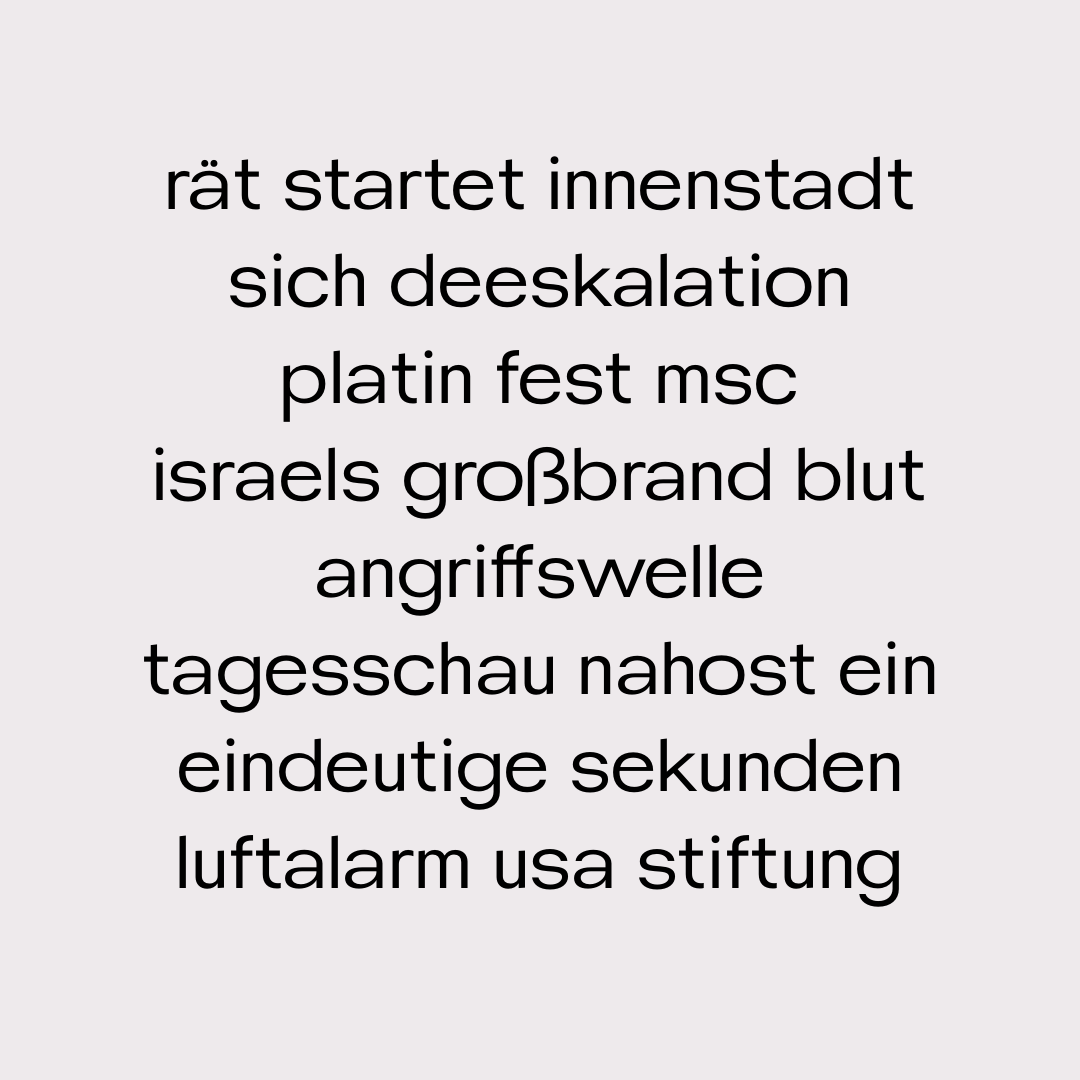 rät startet innenstadt
sich deeskalation
platin fest msc
israels großbrand blut
angriffswelle
tagesschau nahost ein
eindeutige sekunden
luftalarm usa stiftung